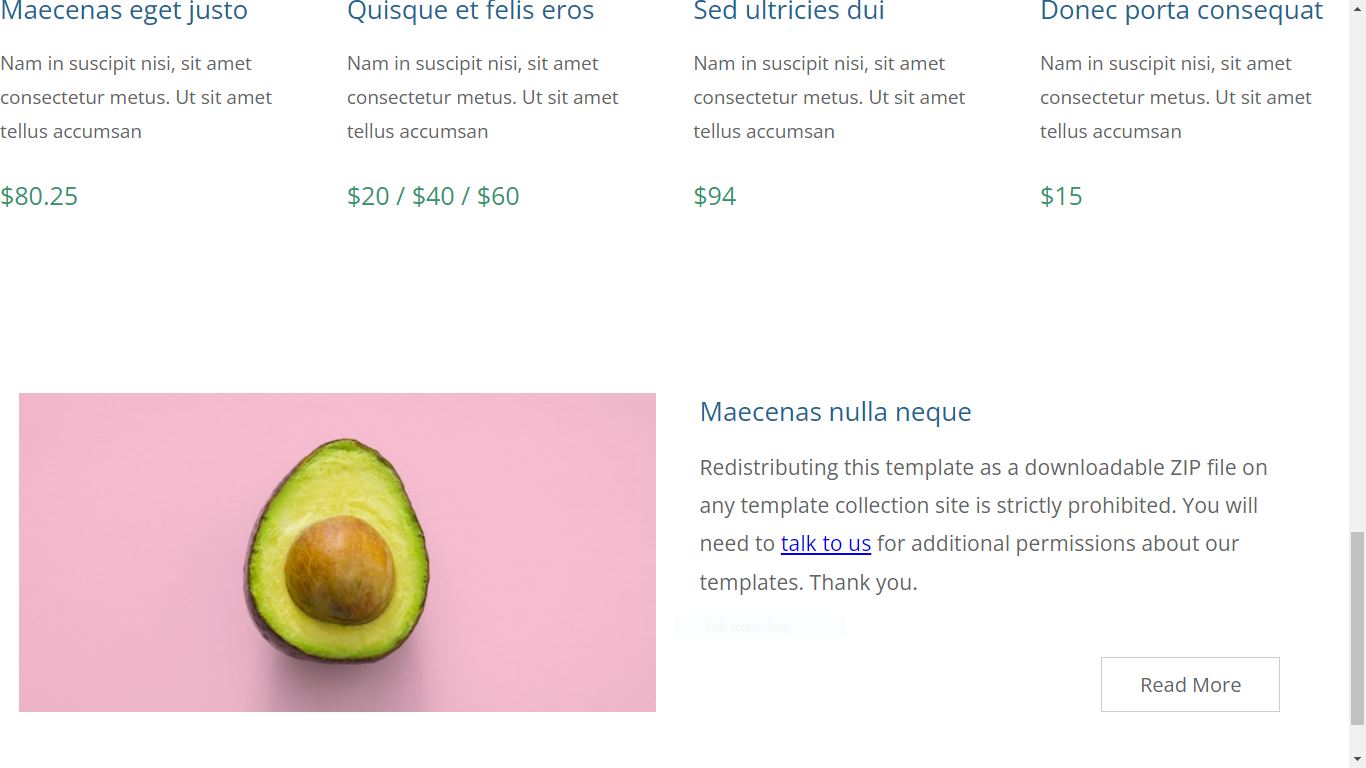 Maecenas eget justo
Nam in suscipit nisi, sit amet
consectetur metus. Ut sit amet
tellus accumsan
$80.25
Quisque et felis eros
Nam in suscipit nisi, sit amet
consectetur metus. Ut sit amet
tellus accumsan
$20 / $40 / $60
Sed ultricies dui
Nam in suscipit nisi, sit amet
consectetur metus. Ut sit amet
tellus accumsan
$94
Donec porta consequat
Nam in suscipit nisi, sit amet
consectetur metus. Ut sit amet
tellus accumsan
$15
Maecenas nulla neque
Redistributing this template as a downloadable ZIP file on
any template collection site is strictly prohibited. You will
need to talk to us for additional permissions about our
templates. Thank you.
Full-screen Snip
Read More